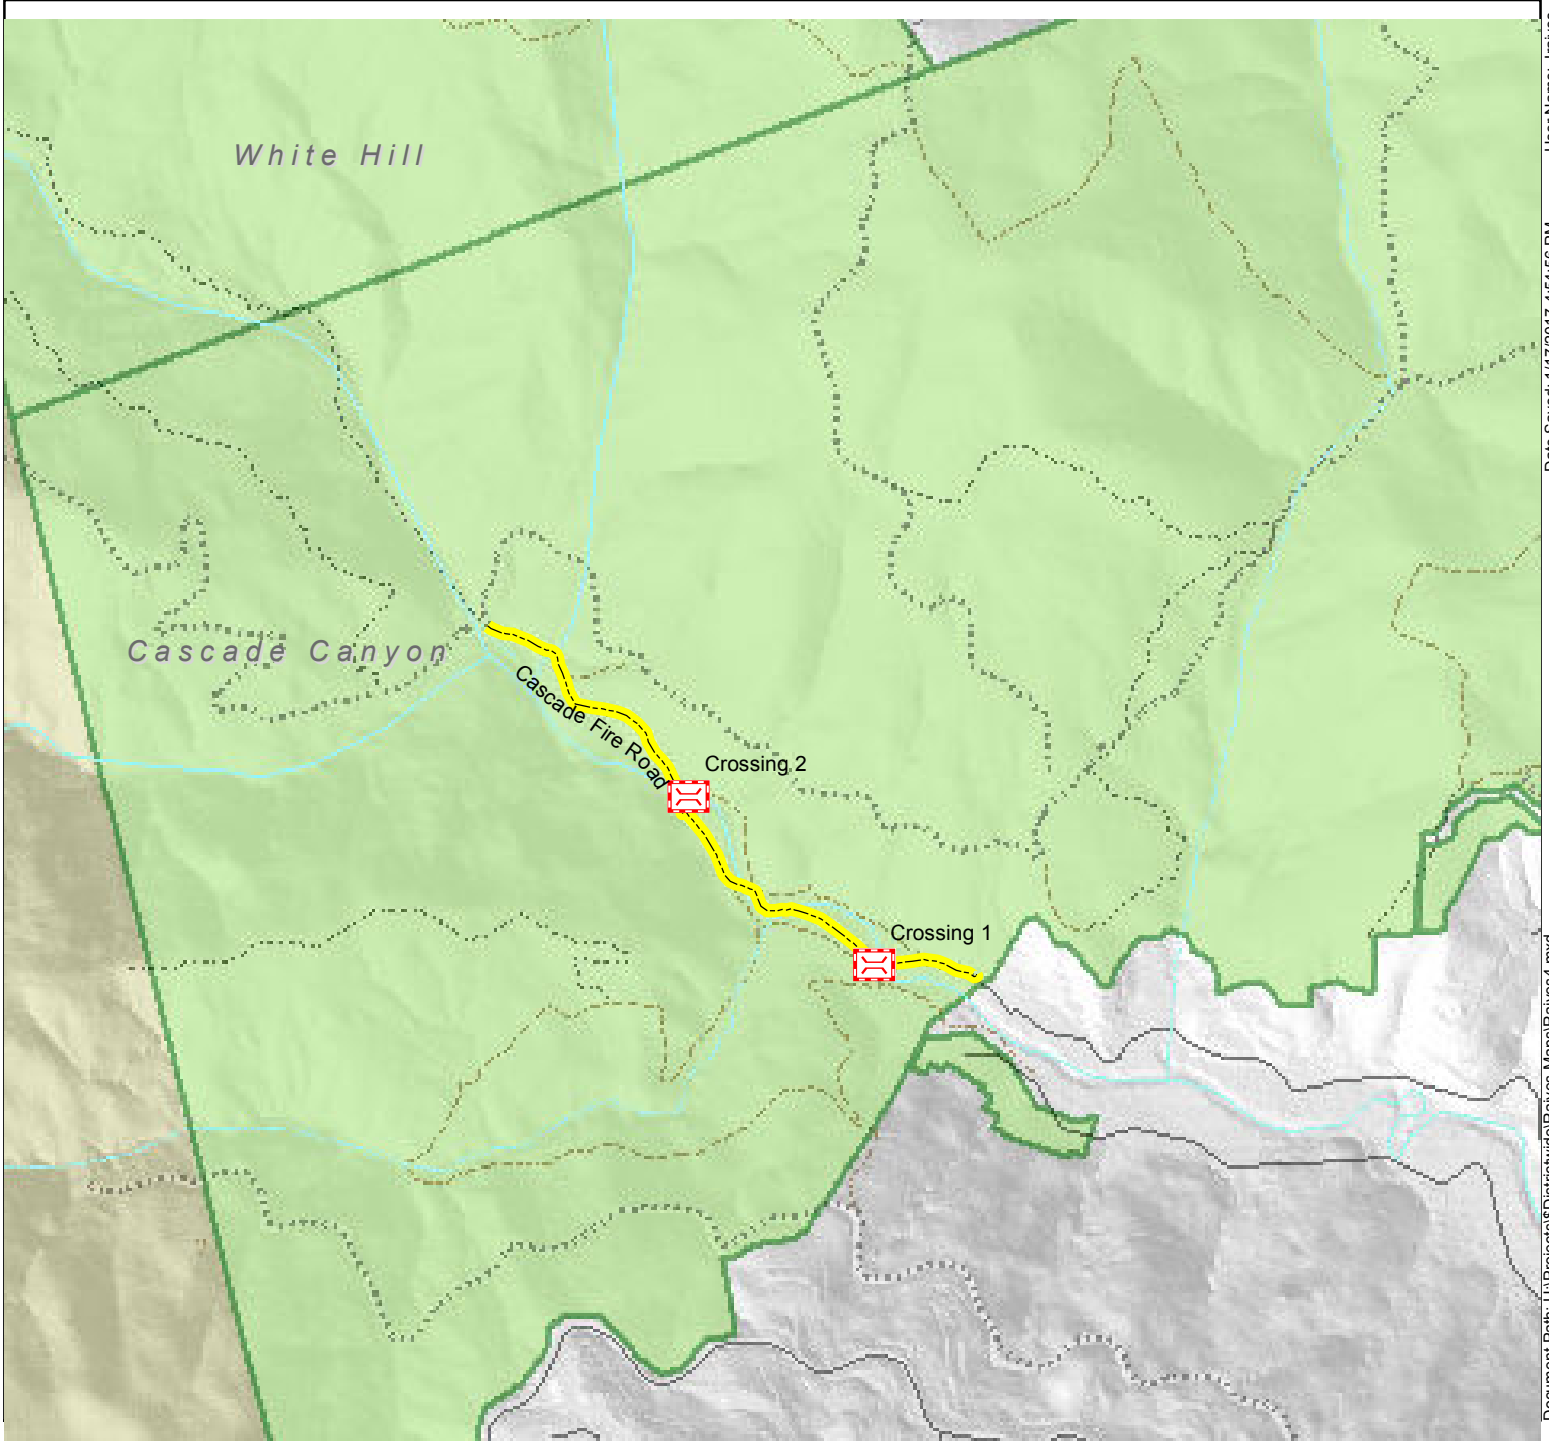 White Hill
Cascade Canyon
Cascade Fire Road
Crossing 2
Crossing 1